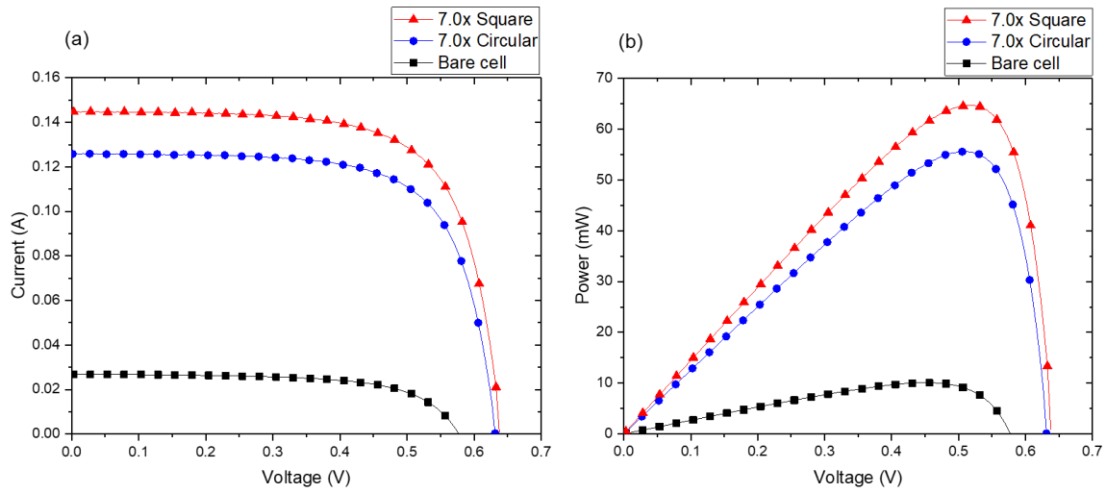 (a)
7.0x Square
7.0x Circular
Bare cell
0.16
0.14
0.12
0.10
0.08
0.06
0.04
0.02
0.00
Current (A)
0.0 0.1 0.2 0.3 0.4 0.5 0.6 0.7
Voltage (V)
(b)
7.0x Square
7.0x Circular
Bare cell
70
60
50
40
30
20
10
0
Power (mW)
0.0 0.1 0.2 0.3 0.4 0.5 0.6 0.7
Voltage (V)